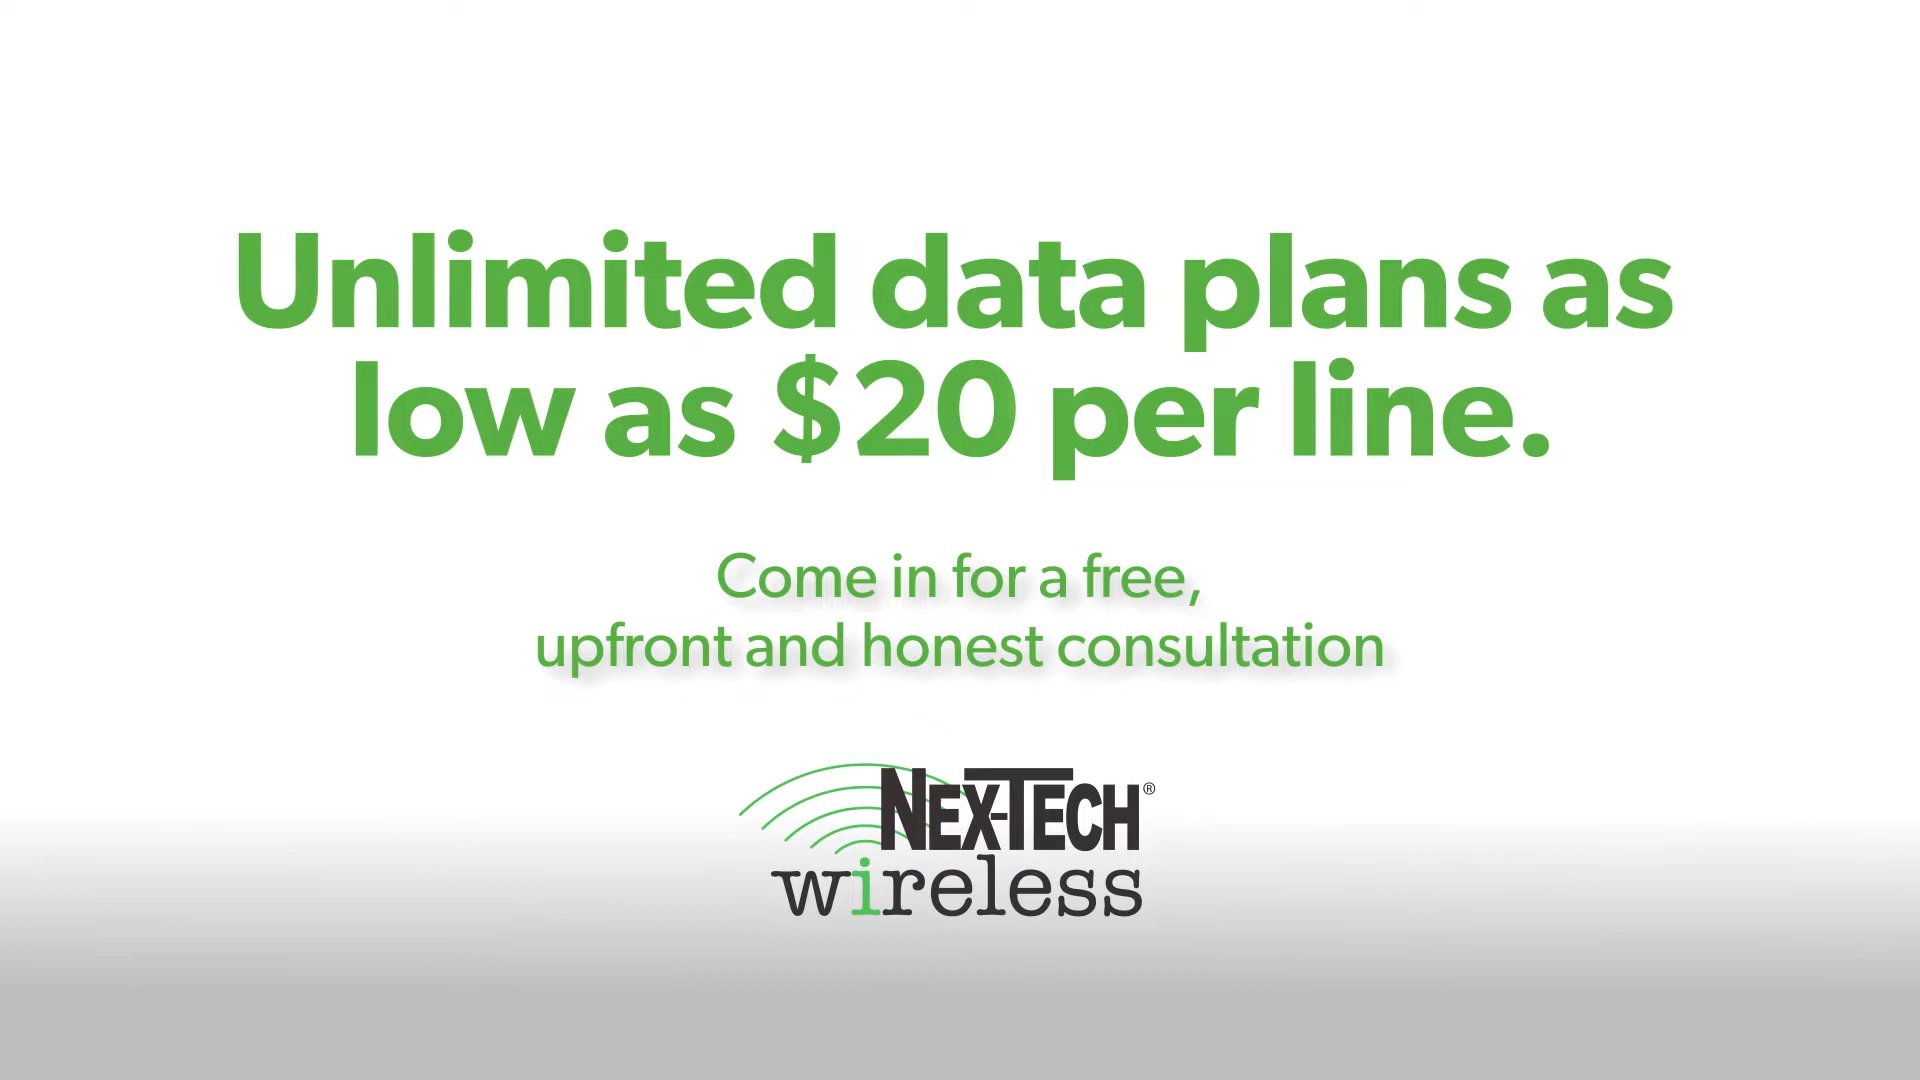 Unlimited data plans as
low as $20 per line.
Come in for a free,
upfront and honest consultation
NEX-TECH®
wireless